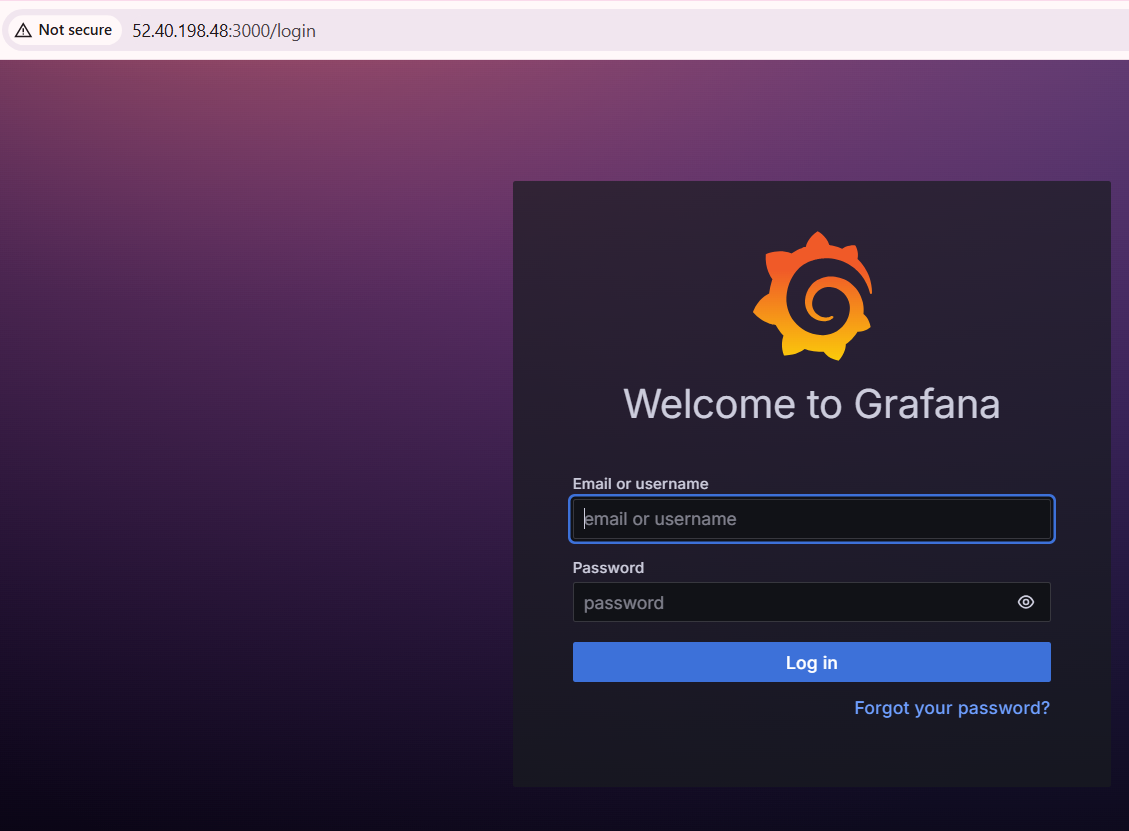 Not secure 52.40.198.48:3000/login
Welcome to Grafana
Email or username
email or username
Password
password
Log in
Forgot your password?